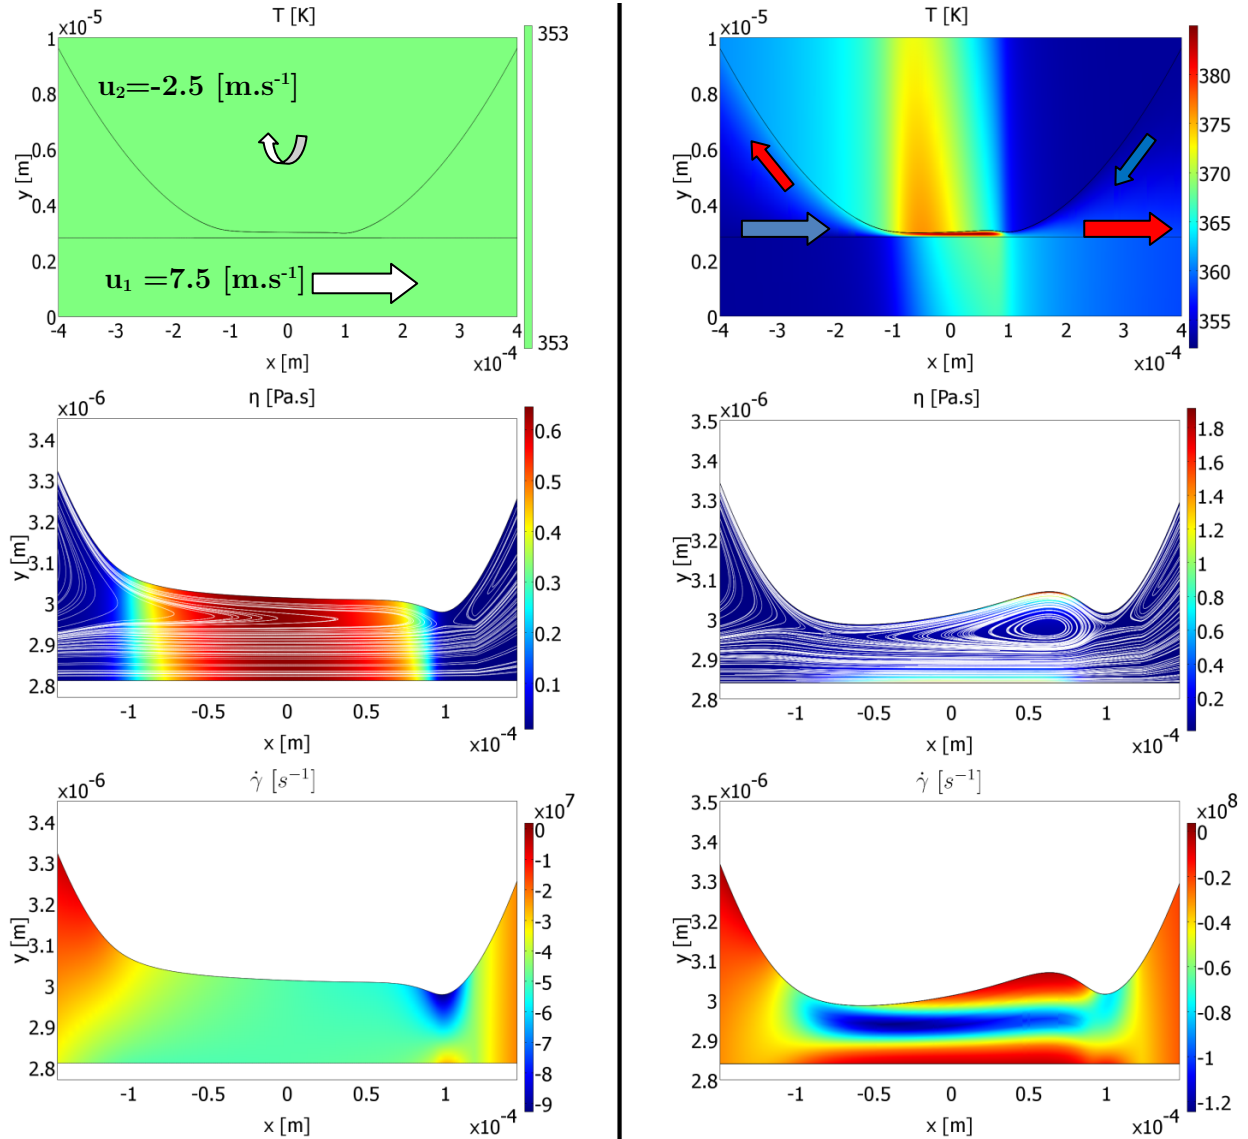 T [K]
x10-5
1
0.8
0.6
0.4
0.2
0
y [m]
u2=-2.5 [m.s-1]
u1 =7.5 [m.s-1]
-4 -3 -2 -1 0 1 2 3 4
x10-4
x [m]
353
353
T [K]
x10-5
1
0.8
0.6
0.4
0.2
0
y [m]
-4 -3 -2 -1 0 1 2 3 4
x10-4
x [m]
380
375
370
365
360
355
η [Pa.s]
x10-6
3.4
3.3
3.2
3.1
3
2.9
2.8
y [m]
-1 -0.5 0 0.5 1
x10-4
x [m]
0.6
0.5
0.4
0.3
0.2
0.1
η [Pa.s]
x10-6
3.5
3.4
3.3
3.2
3.1
3
2.9
2.8
y [m]
-1 -0.5 0 0.5 1
x10-4
x [m]
1.8
1.6
1.4
1.2
1
0.8
0.6
0.4
0.2
γ̇ [s−1]
x10-6
3.4
3.3
3.2
3.1
3
2.9
2.8
y [m]
-1 -0.5 0 0.5 1
x10-4
x [m]
x107
0
-1
-2
-3
-4
-5
-6
-7
-8
-9
γ̇ [s−1]
x10-6
3.5
3.4
3.3
3.2
3.1
3
2.9
2.8
y [m]
-1 -0.5 0 0.5 1
x10-4
x [m]
x108
0
-0.2
-0.4
-0.6
-0.8
-1
-1.2